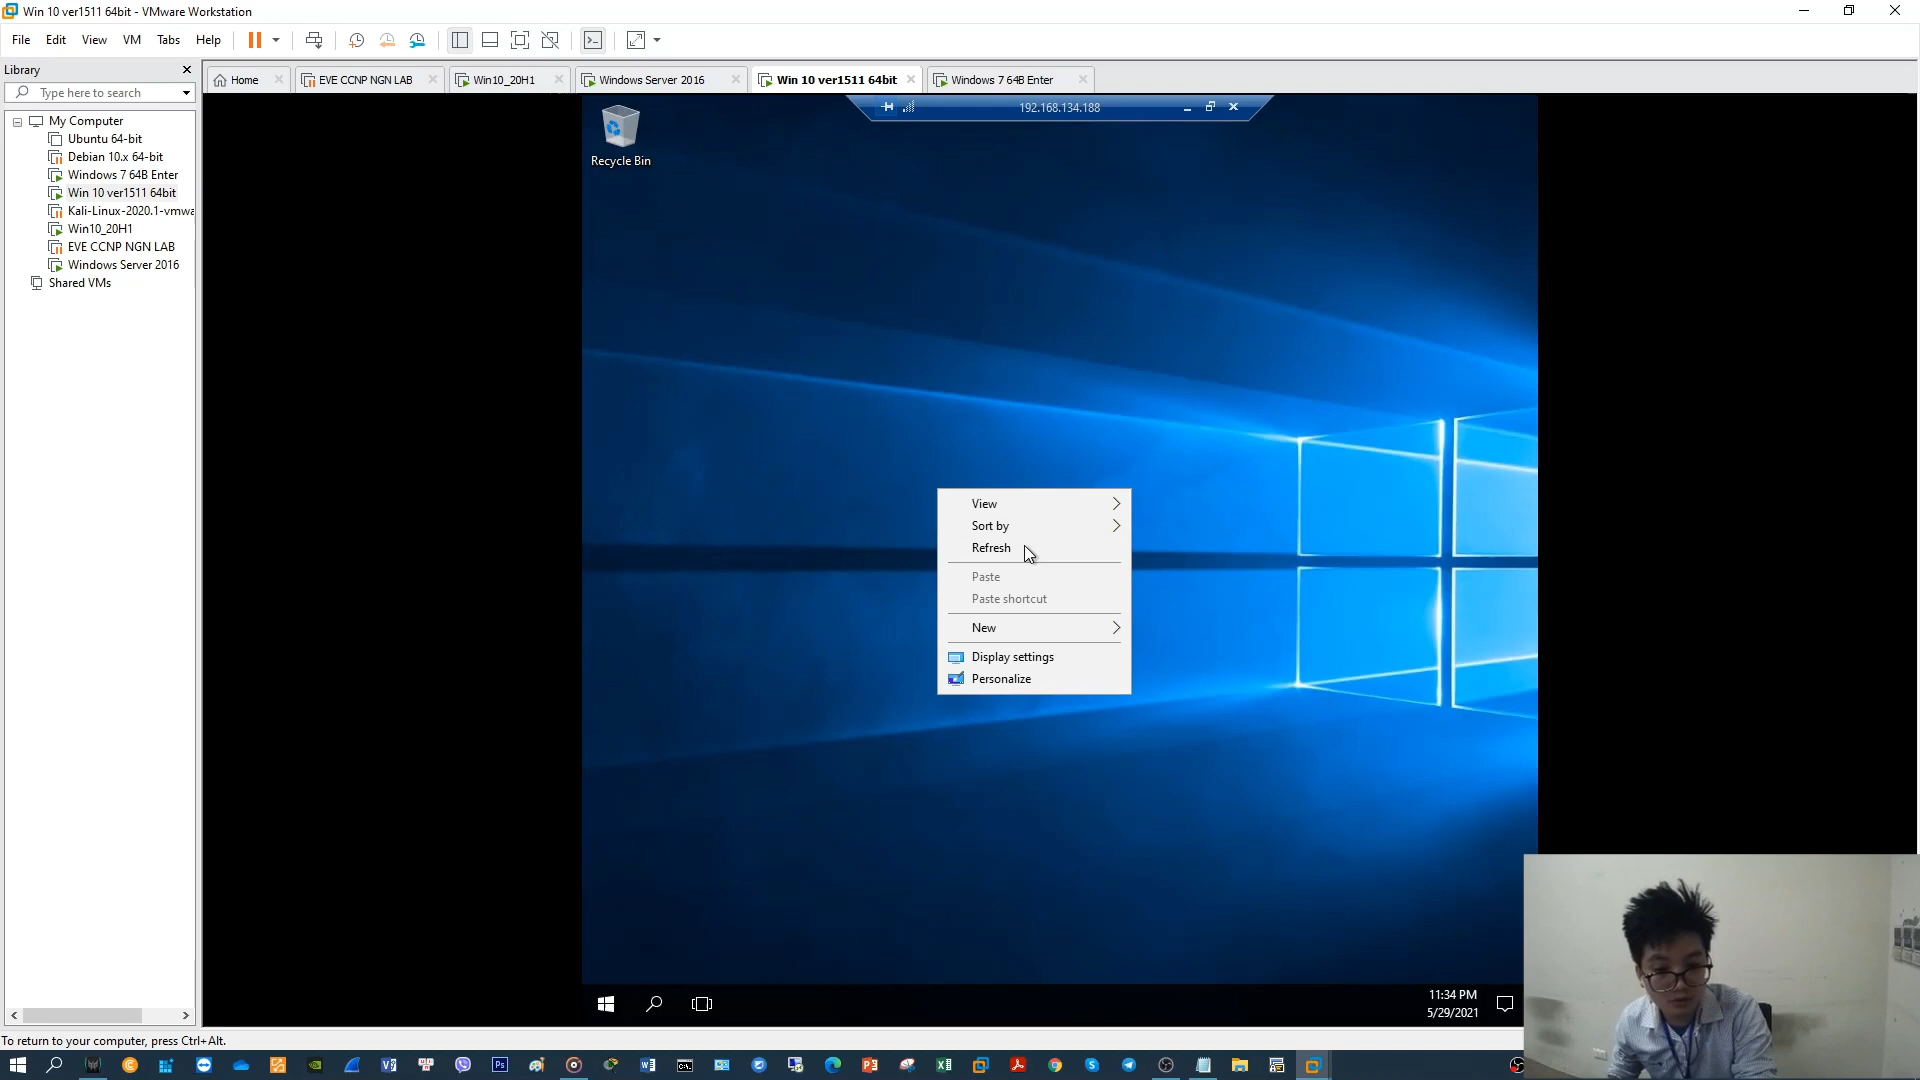 Win 10 ver1511 64bit - VMware Workstation
File Edit View VM Tabs Help
Library
Type here to search
Home
EVE CCNP NGN LAB
Win10_20H1
Windows Server 2016
Win 10 ver1511 64bit
Windows 7 64B Enter
My Computer
Ubuntu 64-bit
Debian 10.x 64-bit
Windows 7 64B Enter
Win 10 ver1511 64bit
Kali-Linux-2020.1-vmwa
Win10_20H1
EVE CCNP NGN LAB
Windows Server 2016
Shared VMs
192.168.134.188
Recycle Bin
View
Sort by
Refresh
Paste
Paste shortcut
New
Display settings
Personalize
11:34 PM
5/29/2021
To return to your computer, press Ctrl+Alt.